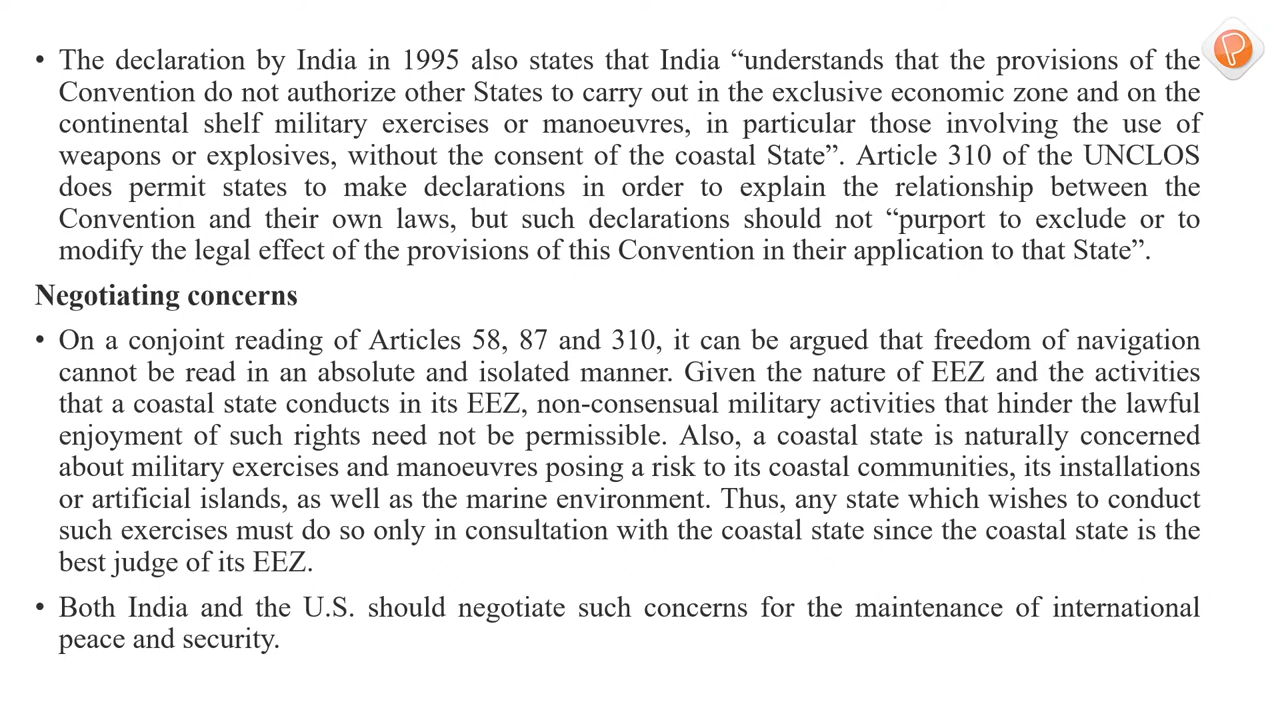 • The declaration by India in 1995 also states that India “understands that the provisions of the
Convention do not authorize other States to carry out in the exclusive economic zone and on the
continental shelf military exercises or manoeuvres, in particular those involving the use of
weapons or explosives, without the consent of the coastal State”. Article 310 of the UNCLOS
does permit states to make declarations in order to explain the relationship between the
Convention and their own laws, but such declarations should not “purport to exclude or to
modify the legal effect of the provisions of this Convention in their application to that State”.
Negotiating concerns
• On a conjoint reading of Articles 58, 87 and 310, it can be argued that freedom of navigation
cannot be read in an absolute and isolated manner. Given the nature of EEZ and the activities
that a coastal state conducts in its EEZ, non-consensual military activities that hinder the lawful
enjoyment of such rights need not be permissible. Also, a coastal state is naturally concerned
about military exercises and manoeuvres posing a risk to its coastal communities, its installations
or artificial islands, as well as the marine environment. Thus, any state which wishes to conduct
such exercises must do so only in consultation with the coastal state since the coastal state is the
best judge of its EEZ.
• Both India and the U.S. should negotiate such concerns for the maintenance of international
peace and security.
P